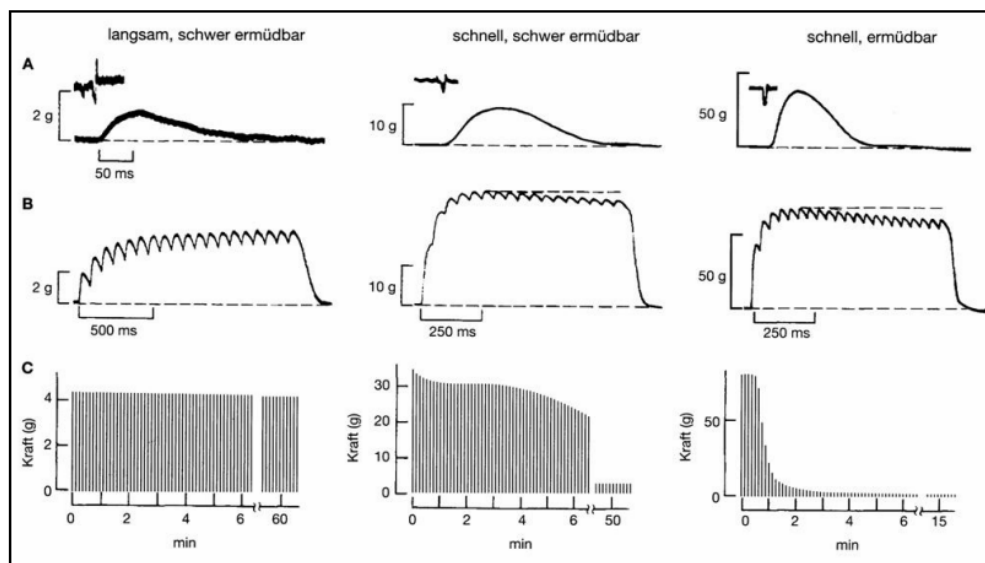 langsam, schwer ermüdbar schnell, schwer ermüdbar schnell, ermüdbar
A
2 g 10 g 50 g
50 ms
B
2 g 10 g 50 g
500 ms 250 ms 250 ms
C
Kraft (g) 4 2 0
0 2 4 6 60
min
Kraft (g) 30 20 10 0
0 2 4 6 50
min
Kraft (g) 50 0
0 2 4 6 15
min